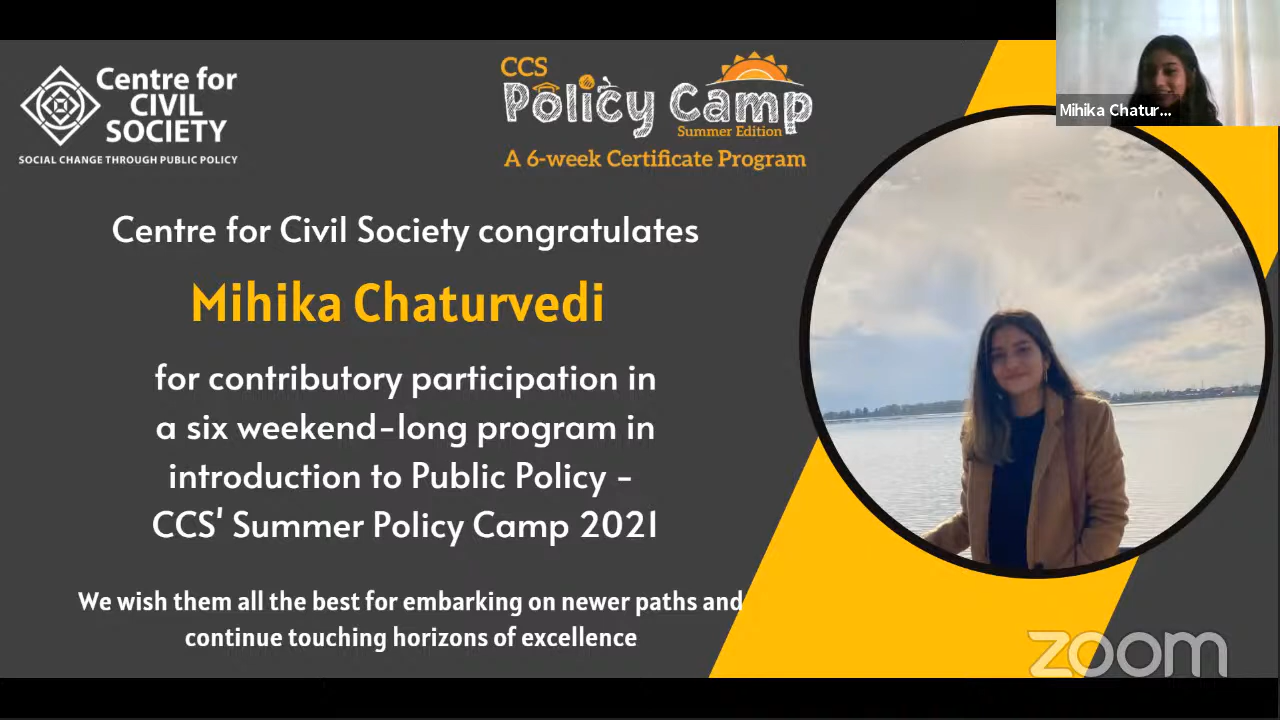 Centre for
CIVIL
SOCIETY
SOCIAL CHANGE THROUGH PUBLIC POLICY
CCS
Policy Camp
Summer Edition
A 6-week Certificate Program
Mihika Chatur...
Centre for Civil Society congratulates
Mihika Chaturvedi
for contributory participation in
a six weekend-long program in
introduction to Public Policy -
CCS' Summer Policy Camp 2021
We wish them all the best for embarking on newer paths and
continue touching horizons of excellence
zoom